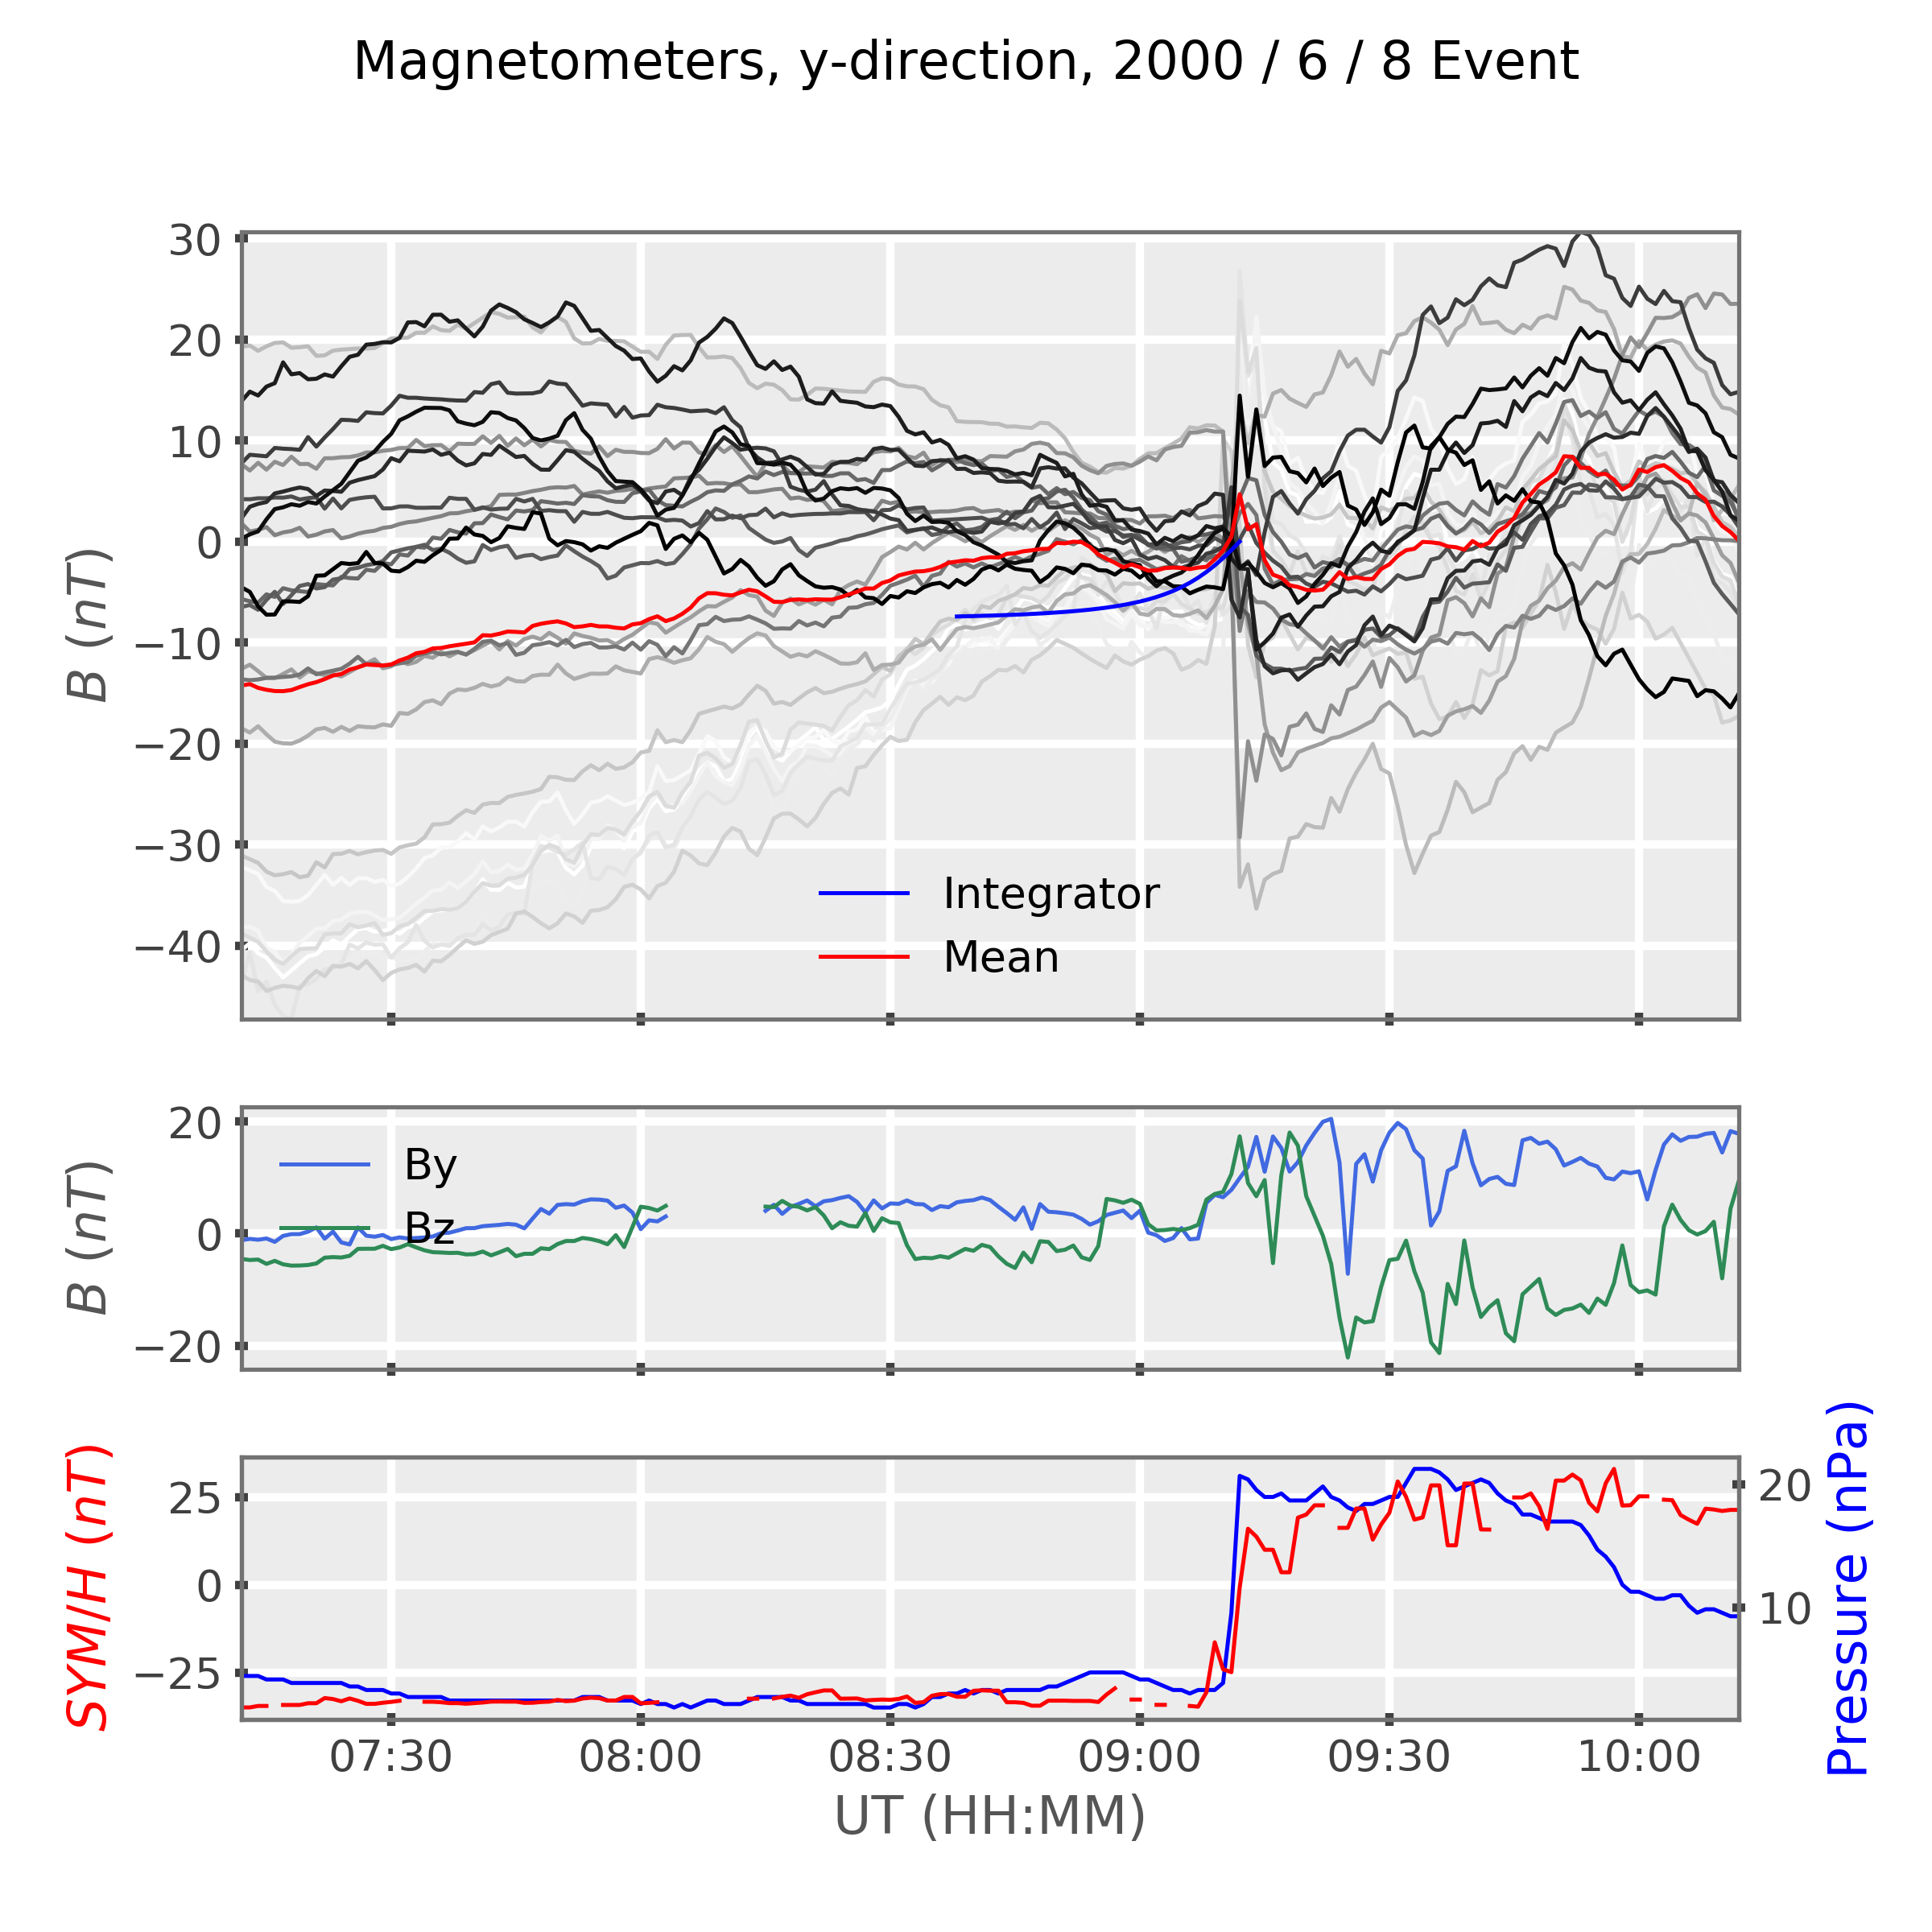 Magnetometers, y-direction, 2000 / 6 / 8 Event
30
20
10
0
−10
−20
−30
−40
B (nT)
Integrator
Mean
20
0
−20
B (nT)
By
Bz
25
0
−25
SYM/H (nT)
20
10
Pressure (nPa)
07:30 08:00 08:30 09:00 09:30 10:00
UT (HH:MM)